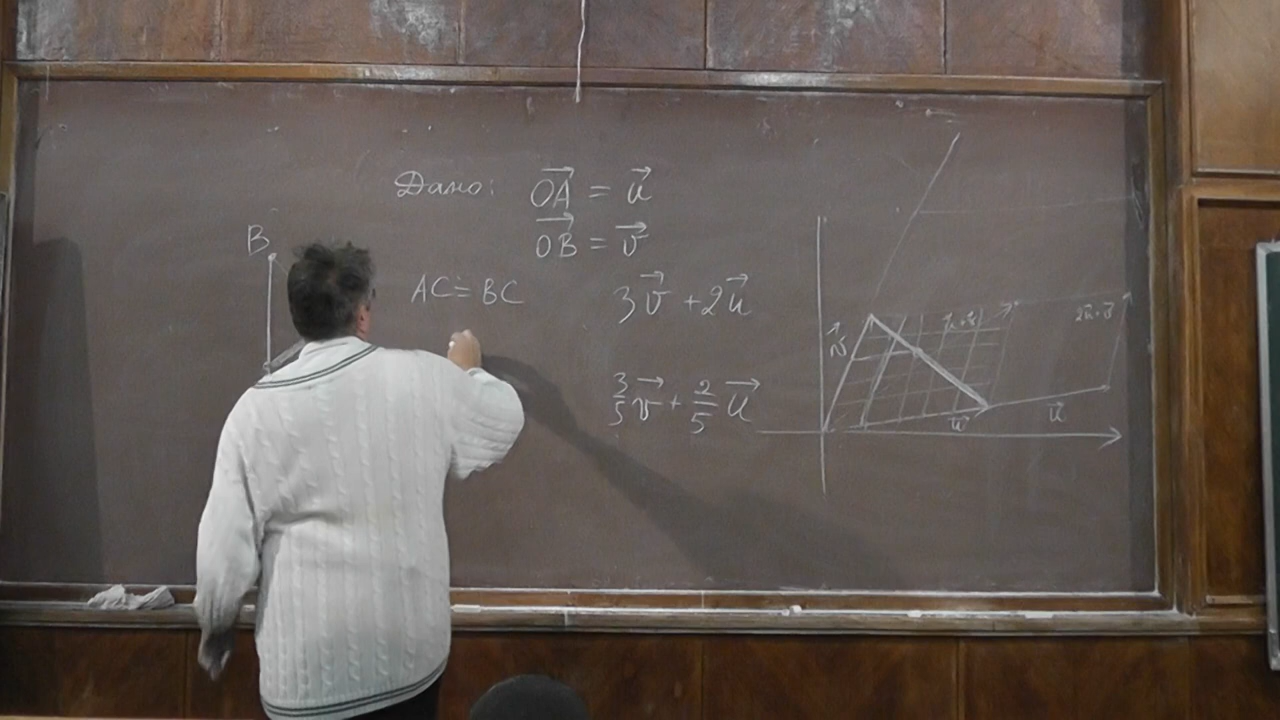 Дано: $\overrightarrow{OA} = \vec{u}$
$\overrightarrow{OB} = \vec{v}$
B
AC = BC
$3\vec{v} + 2\vec{u}$
$\frac{3}{5}\vec{v} + \frac{2}{5}\vec{u}$
$\vec{v}$
$\vec{u}$
$\vec{u}$